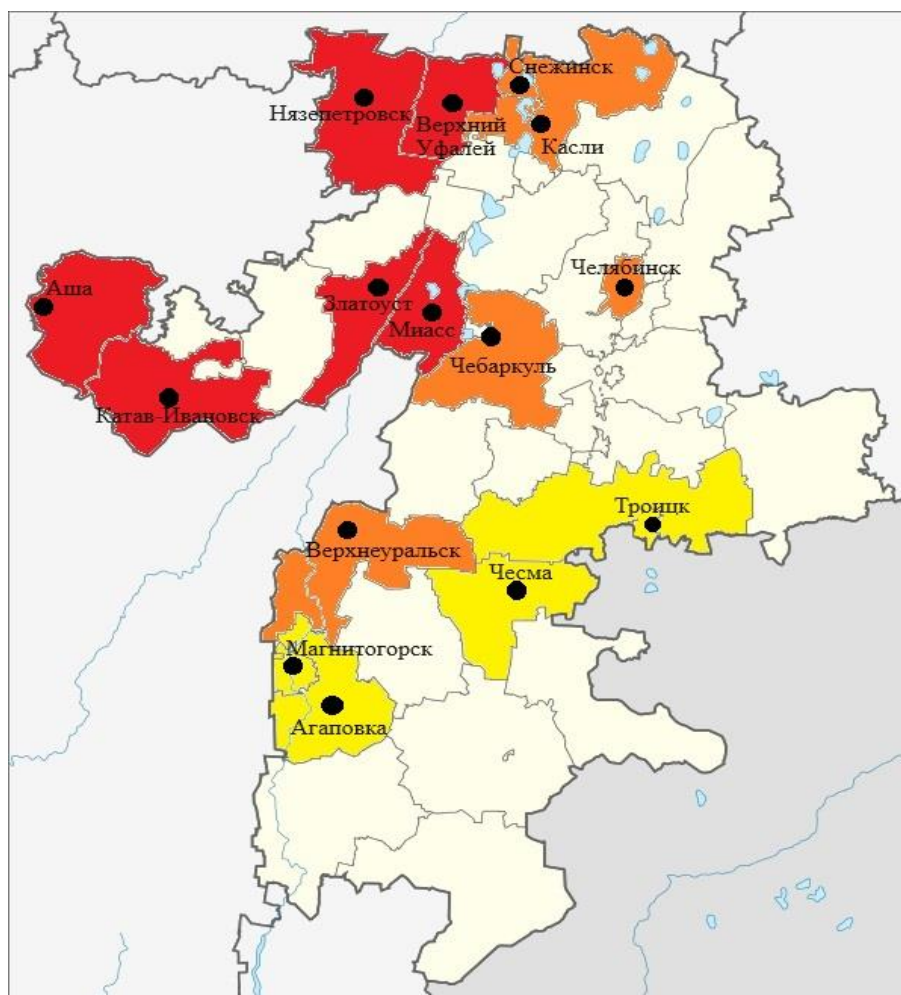 Снежинск
Нязепетровск
Верхний
Уфалей
Касли
Челябинск
Аша
Златоуст
Миасс
Чебаркуль
Катав-Ивановск
Троицк
Верхнеуральск
Чесма
Магнитогорск
Агаповка